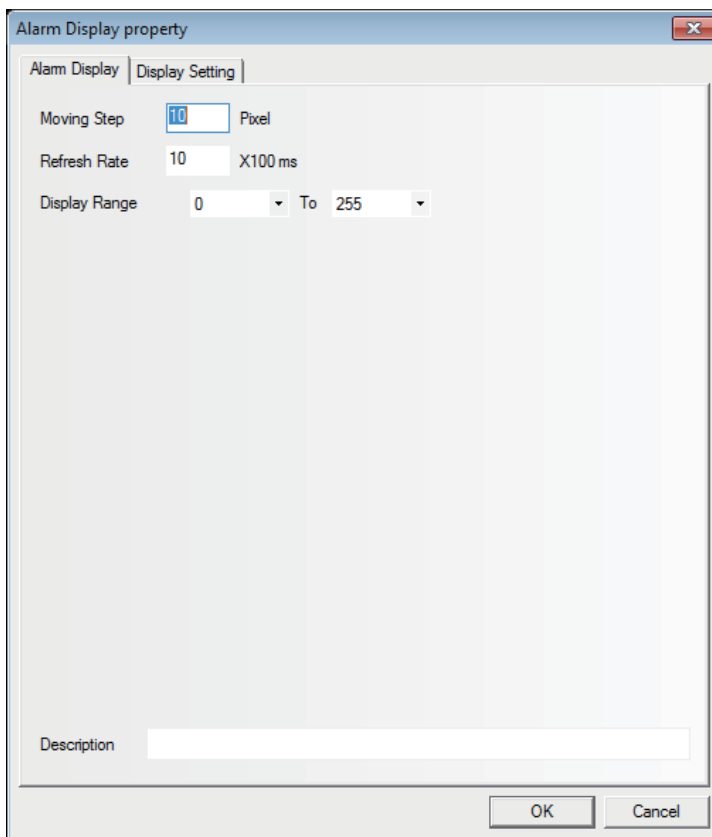 Alarm Display property
Alarm Display Display Setting
Moving Step 10 Pixel
Refresh Rate 10 X100 ms
Display Range 0 To 255
Description
OK Cancel